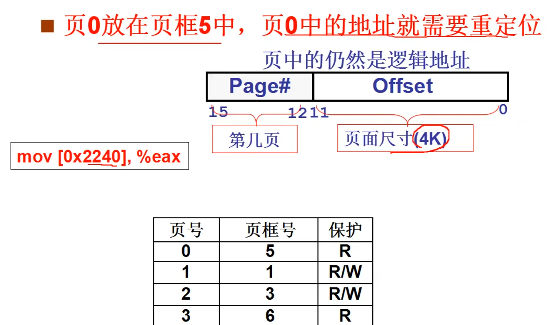 ■ 页0放在页框5中，页0中的地址就需要重定位
页中的仍然是逻辑地址
Page# Offset
15 12 11 0
第几页 页面尺寸(4K)
mov [0x2240], %eax
页号 页框号 保护
0 5 R
1 1 R/W
2 3 R/W
3 6 R